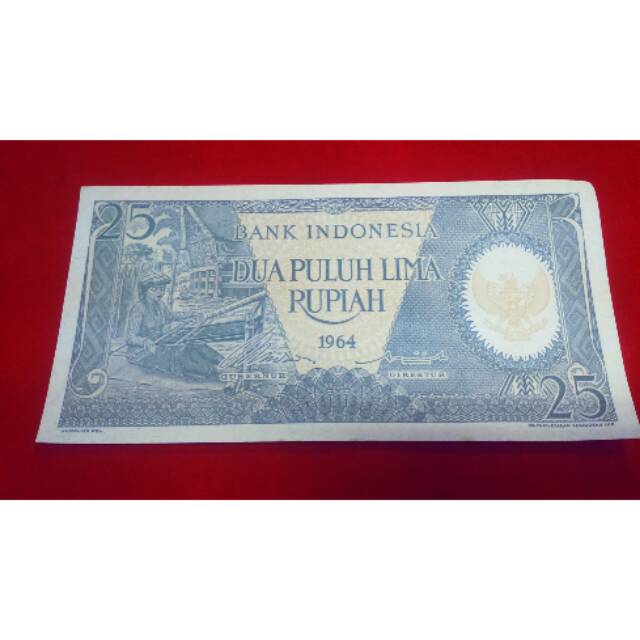 25
BANK INDONESIA
DUA PULUH LIMA
RUPIAH
1964
GUBERNUR
DIREKTUR
25